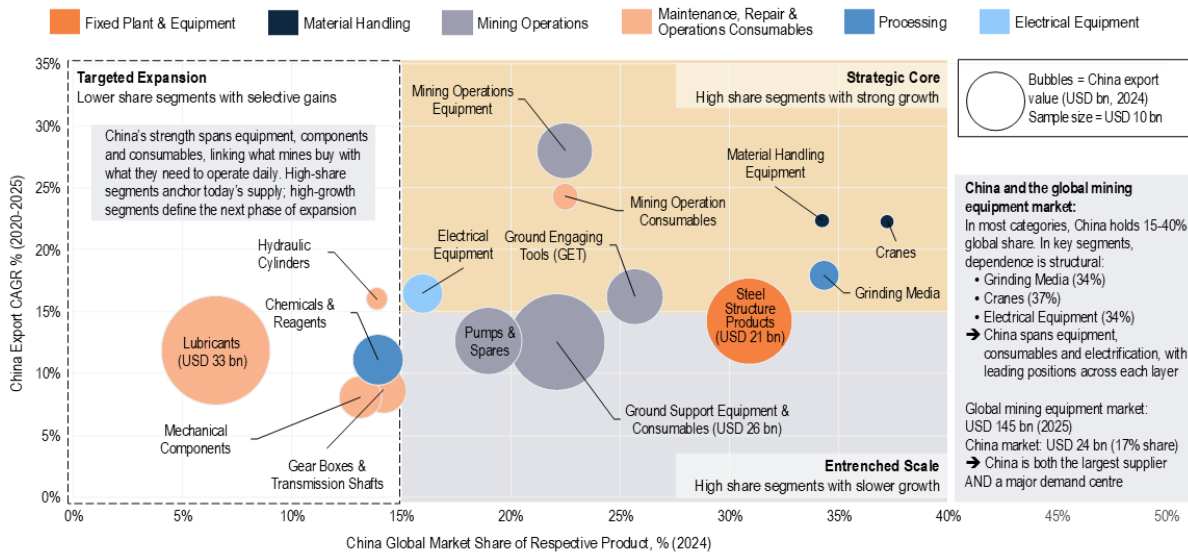 Fixed Plant & Equipment
Material Handling
Mining Operations
Maintenance, Repair &
Operations Consumables
Processing
Electrical Equipment
China Export CAGR % (2020-2025)
35%
30%
25%
20%
15%
10%
5%
0%
Targeted Expansion
Lower share segments with selective gains
China's strength spans equipment, components
and consumables, linking what mines buy with
what they need to operate daily. High-share
segments anchor today's supply; high-growth
segments define the next phase of expansion
Strategic Core
High share segments with strong growth
Mining Operations
Equipment
Mining Operation
Consumables
Material Handling
Equipment
Cranes
Grinding Media
Electrical
Equipment
Ground Engaging
Tools (GET)
Hydraulic
Cylinders
Chemicals &
Reagents
Lubricants
(USD 33 bn)
Pumps &
Spares
Steel
Structure
Products
(USD 21 bn)
Mechanical
Components
Gear Boxes &
Transmission Shafts
Ground Support Equipment &
Consumables (USD 26 bn)
Entrenched Scale
High share segments with slower growth
0%
5%
10%
15%
20%
25%
30%
35%
40%
45%
50%
China Global Market Share of Respective Product, % (2024)
Bubbles = China export
value (USD bn, 2024)
Sample size = USD 10 bn
China and the global mining
equipment market:
In most categories, China holds 15-40%
global share. In key segments,
dependence is structural:
• Grinding Media (34%)
• Cranes (37%)
• Electrical Equipment (34%)
➔ China spans equipment,
consumables and electrification, with
leading positions across each layer
Global mining equipment market:
USD 145 bn (2025)
China market: USD 24 bn (17% share)
➔ China is both the largest supplier
AND a major demand centre